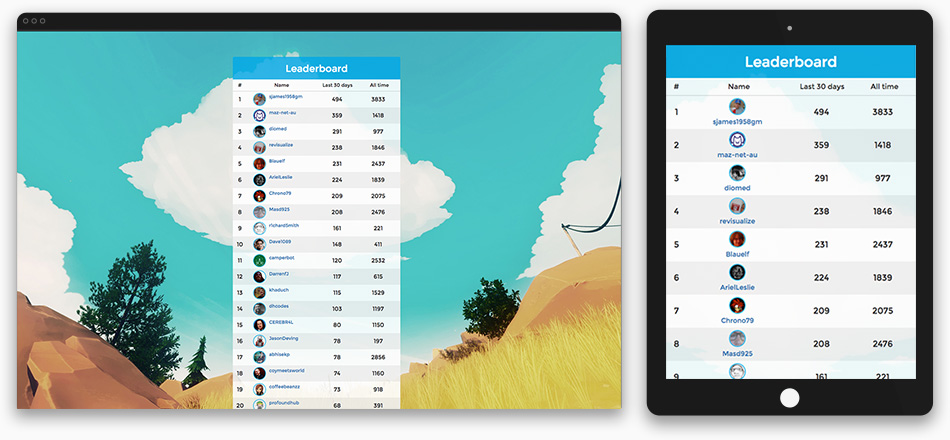 Leaderboard
# Name Last 30 days All time
1 sjames1958gm 494 3833
2 maz-net-au 359 1418
3 diomed 291 977
4 revisualize 238 1846
5 Blauelf 231 2437
6 ArielLeslie 224 1839
7 Chrono79 209 2075
8 Masd925 208 2476
9 r1chard5mith 161 221
10 Dave1089 148 411
11 camperbot 120 2532
12 Darrenfj 117 615
13 khaduch 115 1529
14 dhcodes 103 1197
15 CEREBR4L 80 1150
16 JasonDeving 78 197
17 abhisekp 78 2856
18 coymeetsworld 74 1160
19 coffeebeanzz 73 918
20 profoundhub 68 391
Leaderboard
# Name Last 30 days All time
1 494 3833
sjames1958gm
2 359 1418
maz-net-au
3 291 977
diomed
4 238 1846
revisualize
5 231 2437
Blauelf
6 224 1839
ArielLeslie
7 209 2075
Chrono79
8 208 2476
Masd925
9 161 221